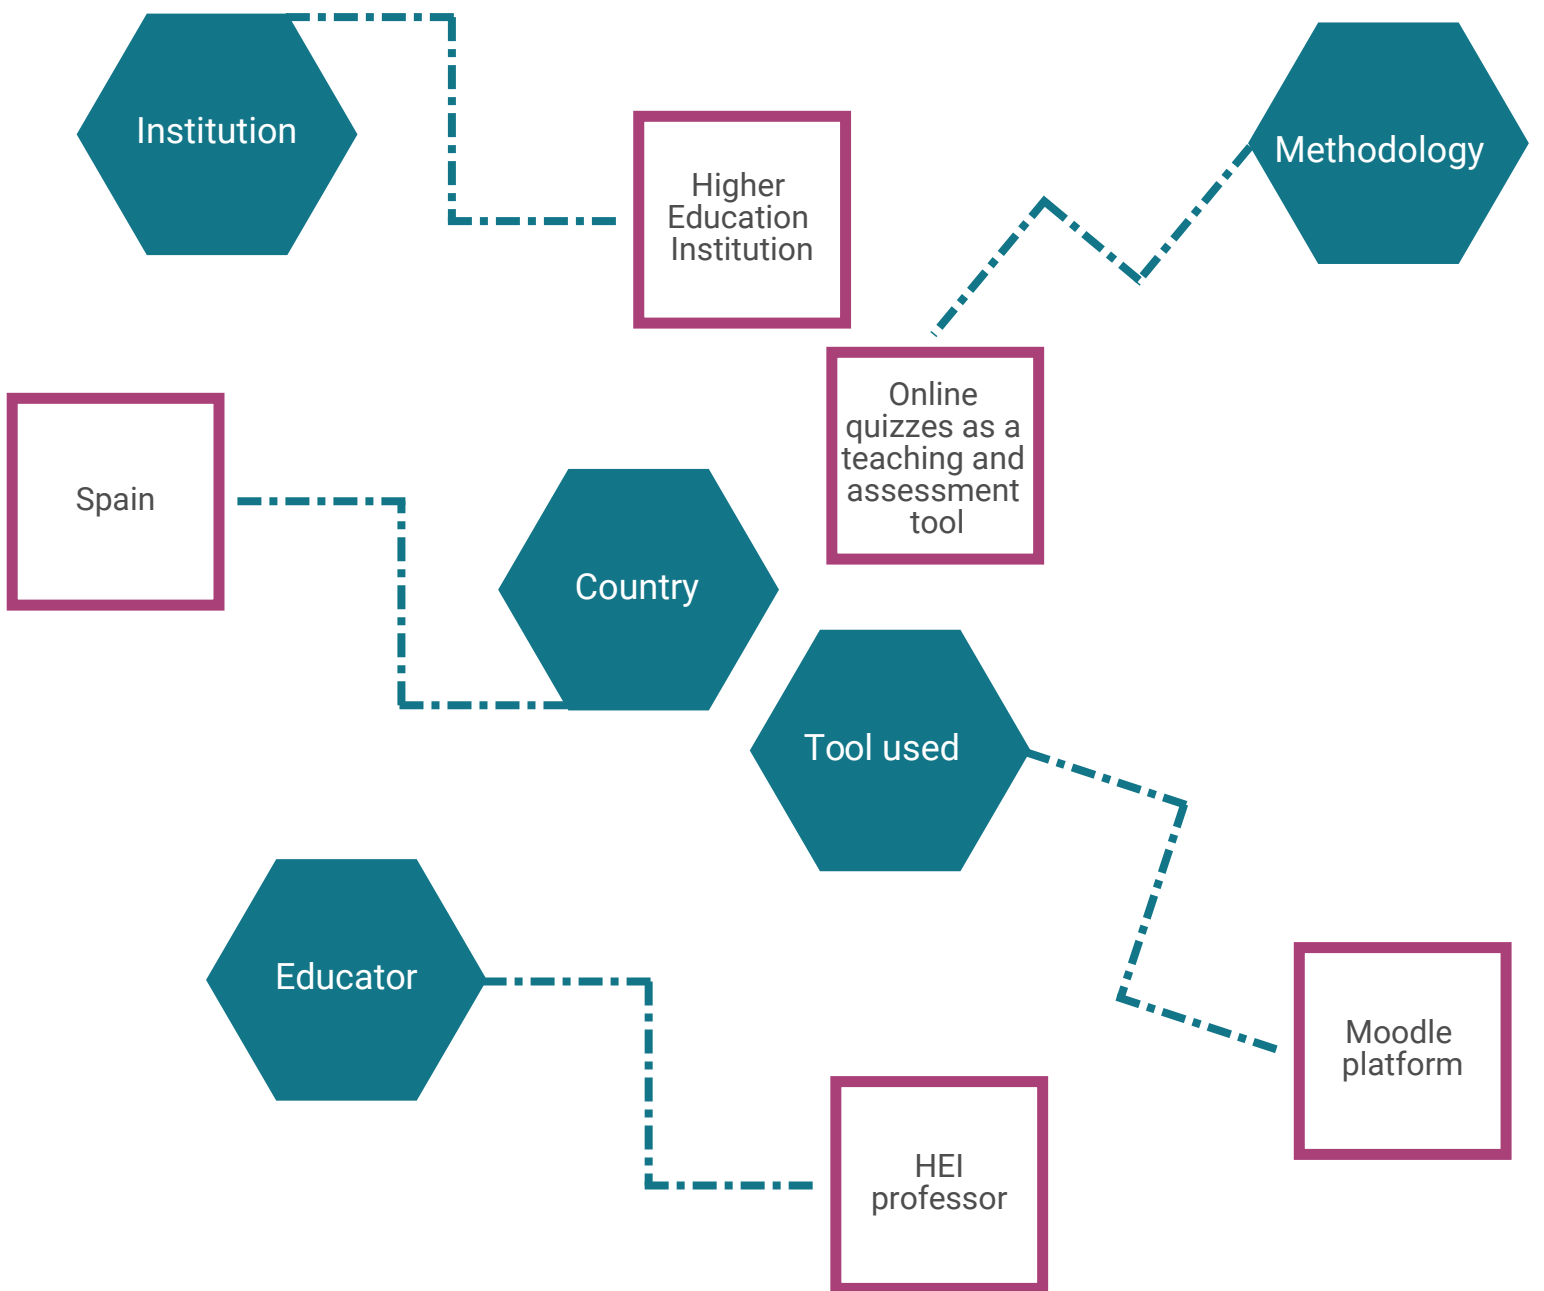 Institution
Higher
Education
Institution
Methodology
Online
quizzes as a
teaching and
assessment
tool
Spain
Country
Tool used
Educator
Moodle
platform
HEI
professor